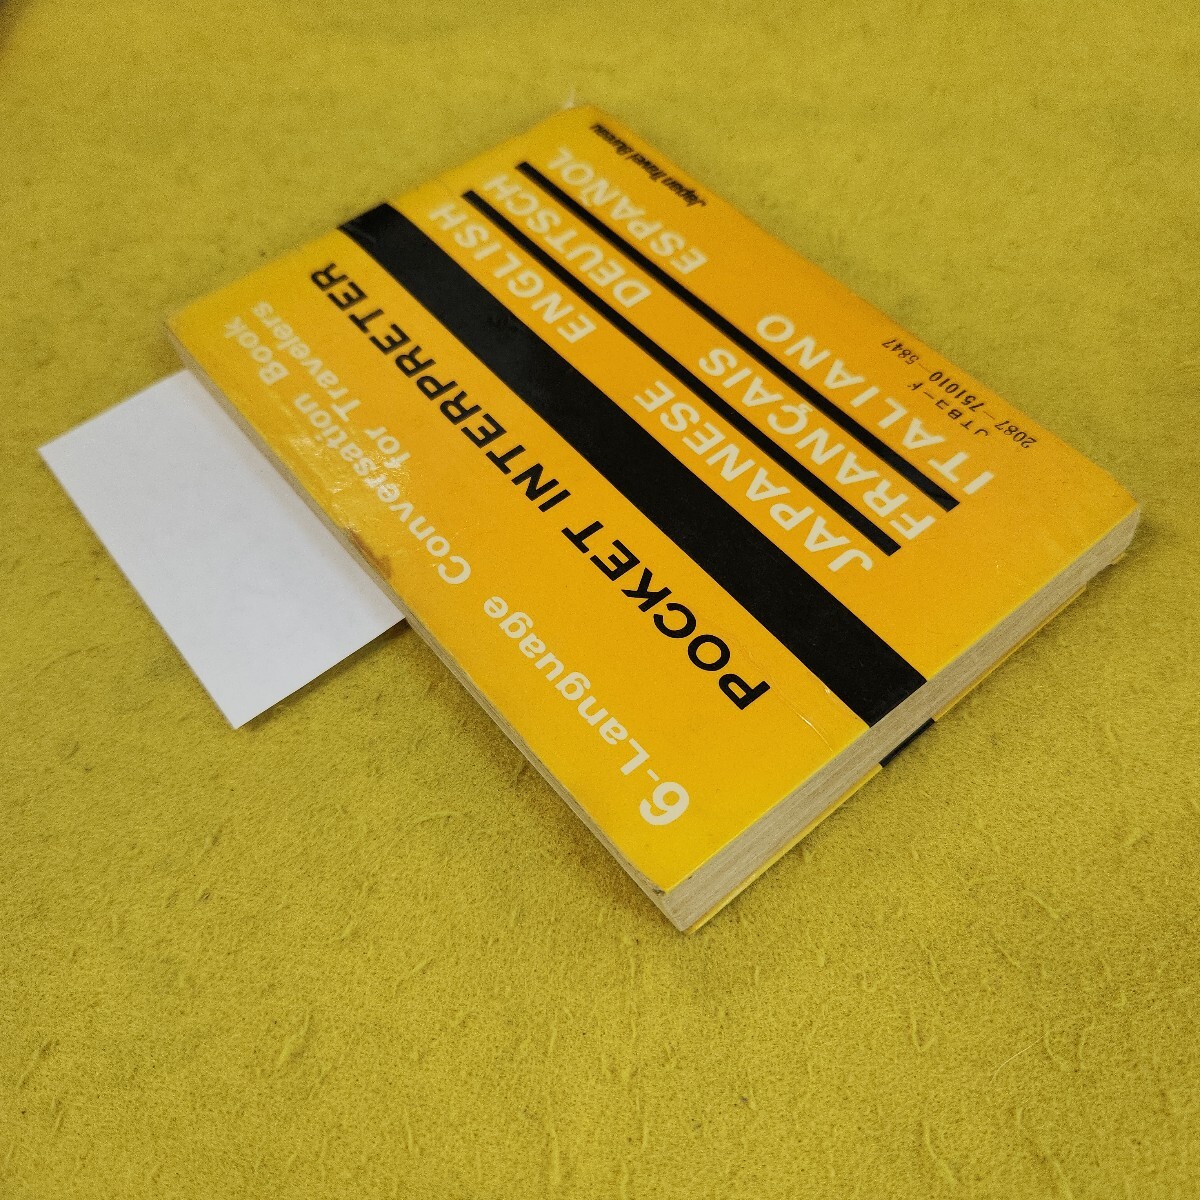 6-Language Conversation Book
for Travelers
POCKET INTERPRETER
JAPANESE ENGLISH
FRANÇAIS DEUTSCH
ITALIANO ESPAÑOL
JTBコード
2087-751010-5847
Japan Travel Bureau